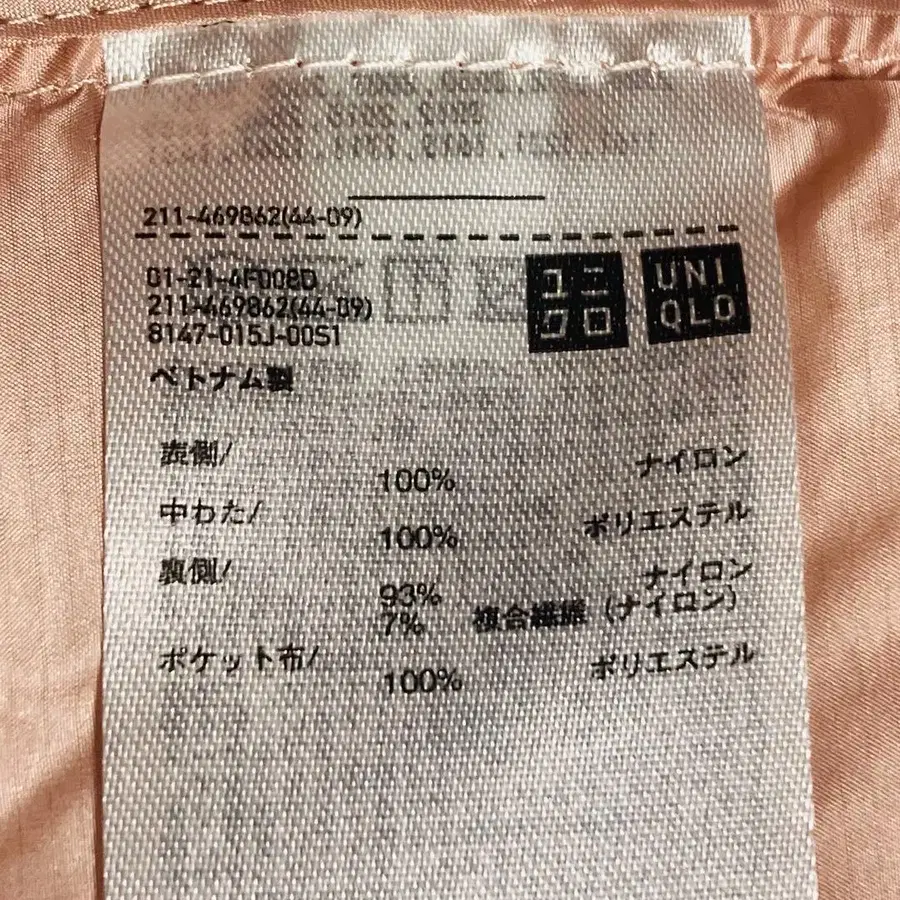 211-469862(44-09)
01-21-4F008D
211-469862(44-09)
8147-015J-00S1
ユニクロ
UNIQLO
ベトナム製
表側/
100% ナイロン
中わた/
100% ポリエステル
裏側/
93% ナイロン
7% 複合繊維 (ナイロン)
ポケット布/
100% ポリエステル